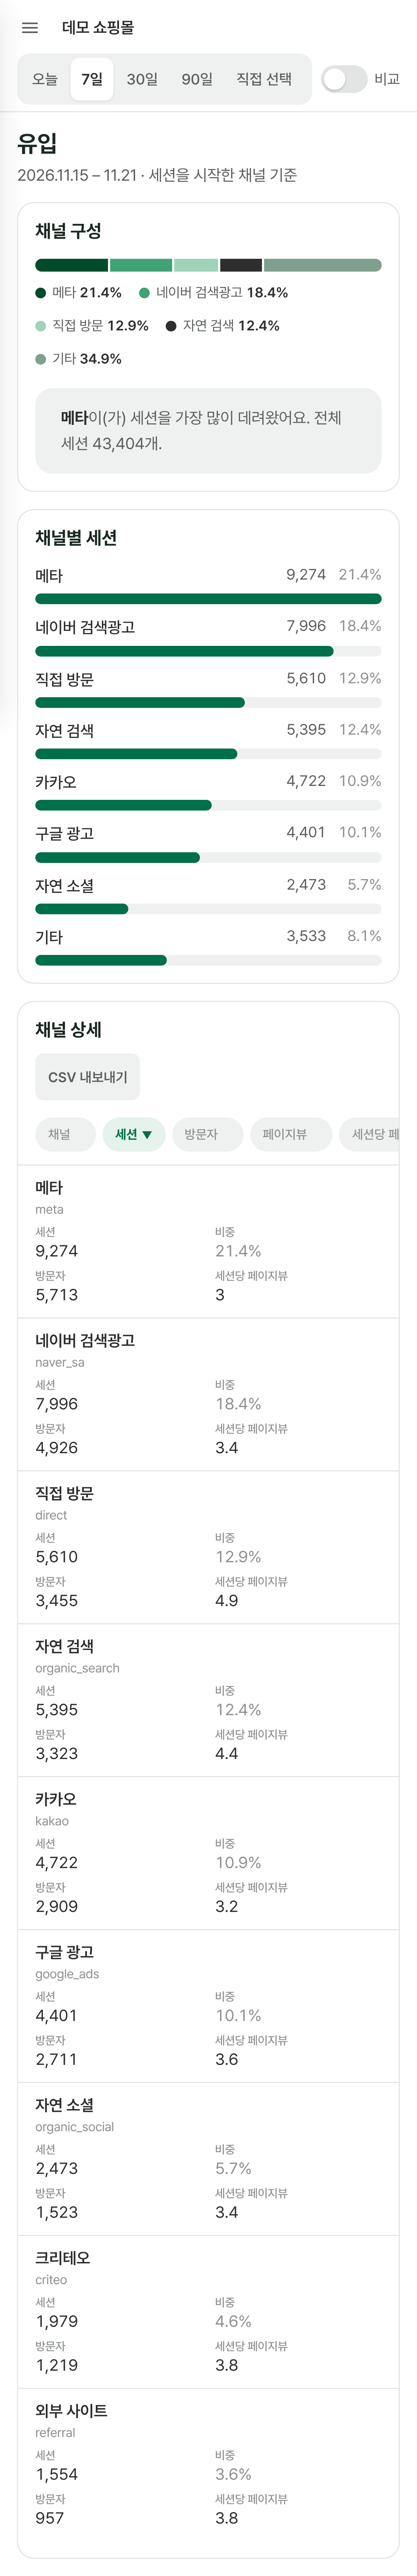 데모 쇼핑몰
오늘 7일 30일 90일 직접 선택 비교
유입
2026.11.15 – 11.21 · 세션을 시작한 채널 기준
채널 구성
메타 21.4% 네이버 검색광고 18.4%
직접 방문 12.9% 자연 검색 12.4%
기타 34.9%
메타이(가) 세션을 가장 많이 데려왔어요. 전체
세션 43,404개.
채널별 세션
메타 9,274 21.4%
네이버 검색광고 7,996 18.4%
직접 방문 5,610 12.9%
자연 검색 5,395 12.4%
카카오 4,722 10.9%
구글 광고 4,401 10.1%
자연 소셜 2,473 5.7%
기타 3,533 8.1%
채널 상세
CSV 내보내기
채널 세션 ▼ 방문자 페이지뷰 세션당 페
메타
meta
세션 비중
9,274 21.4%
방문자 세션당 페이지뷰
5,713 3
네이버 검색광고
naver_sa
세션 비중
7,996 18.4%
방문자 세션당 페이지뷰
4,926 3.4
직접 방문
direct
세션 비중
5,610 12.9%
방문자 세션당 페이지뷰
3,455 4.9
자연 검색
organic_search
세션 비중
5,395 12.4%
방문자 세션당 페이지뷰
3,323 4.4
카카오
kakao
세션 비중
4,722 10.9%
방문자 세션당 페이지뷰
2,909 3.2
구글 광고
google_ads
세션 비중
4,401 10.1%
방문자 세션당 페이지뷰
2,711 3.6
자연 소셜
organic_social
세션 비중
2,473 5.7%
방문자 세션당 페이지뷰
1,523 3.4
크리테오
criteo
세션 비중
1,979 4.6%
방문자 세션당 페이지뷰
1,219 3.8
외부 사이트
referral
세션 비중
1,554 3.6%
방문자 세션당 페이지뷰
957 3.8